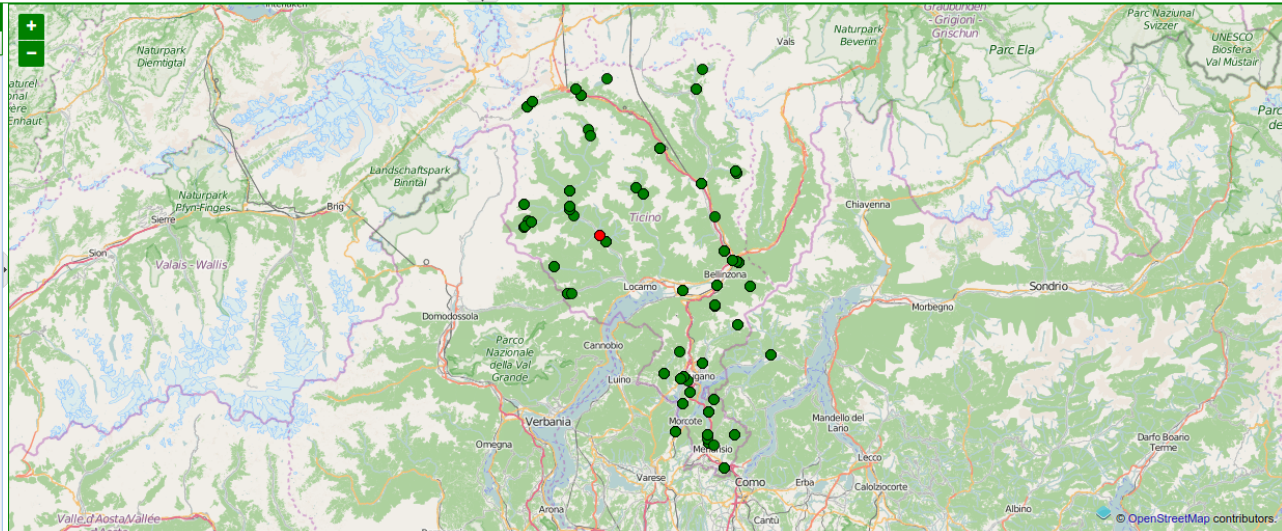 +
Interlaken
Graubünden
- Grigioni -
Grischun
Parc Naziunal
Svizzer
Naturpark
Beverin
Vals
Parc Ela
UNESCO
Biosfera
Val Müstair
Naturpark
Diemtigtal
Landschaftspark
Binntal
Naturpark
Pfyn-Finges
Brig
Sierre
Chiavenna
Ticino
Sion
Valais - Wallis
Bellinzona
Locarno
Sondrio
Morbegno
Domodossola
Parco
Nazionale
della Val
Grande
Cannobio
Luino
Verbania
Morcote
Mandello del
Lario
Omegna
Darfo Boario
Terme
Varese
Lecco
Como
Erba
Calolziocorte
Arona
Cantù
Albino
Valle d'Aosta/Vallée
© OpenStreetMap contributors